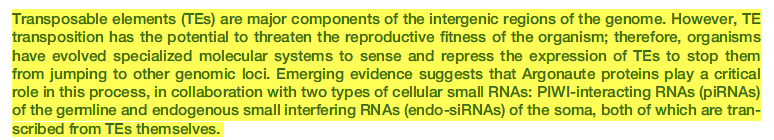 Transposable elements (TEs) are major components of the intergenic regions of the genome. However, TE
transposition has the potential to threaten the reproductive fitness of the organism; therefore, organisms
have evolved specialized molecular systems to sense and repress the expression of TEs to stop them
from jumping to other genomic loci. Emerging evidence suggests that Argonaute proteins play a critical
role in this process, in collaboration with two types of cellular small RNAs: PIWI-interacting RNAs (piRNAs)
of the germline and endogenous small interfering RNAs (endo-siRNAs) of the soma, both of which are tran-
scribed from TEs themselves.